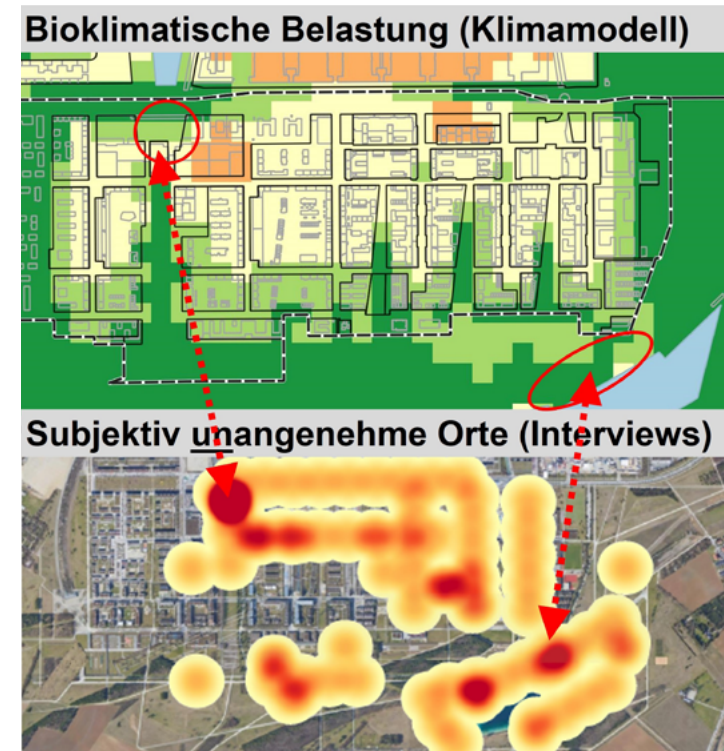 Bioklimatische Belastung (Klimamodell)
Subjektiv unangenehme Orte (Interviews)